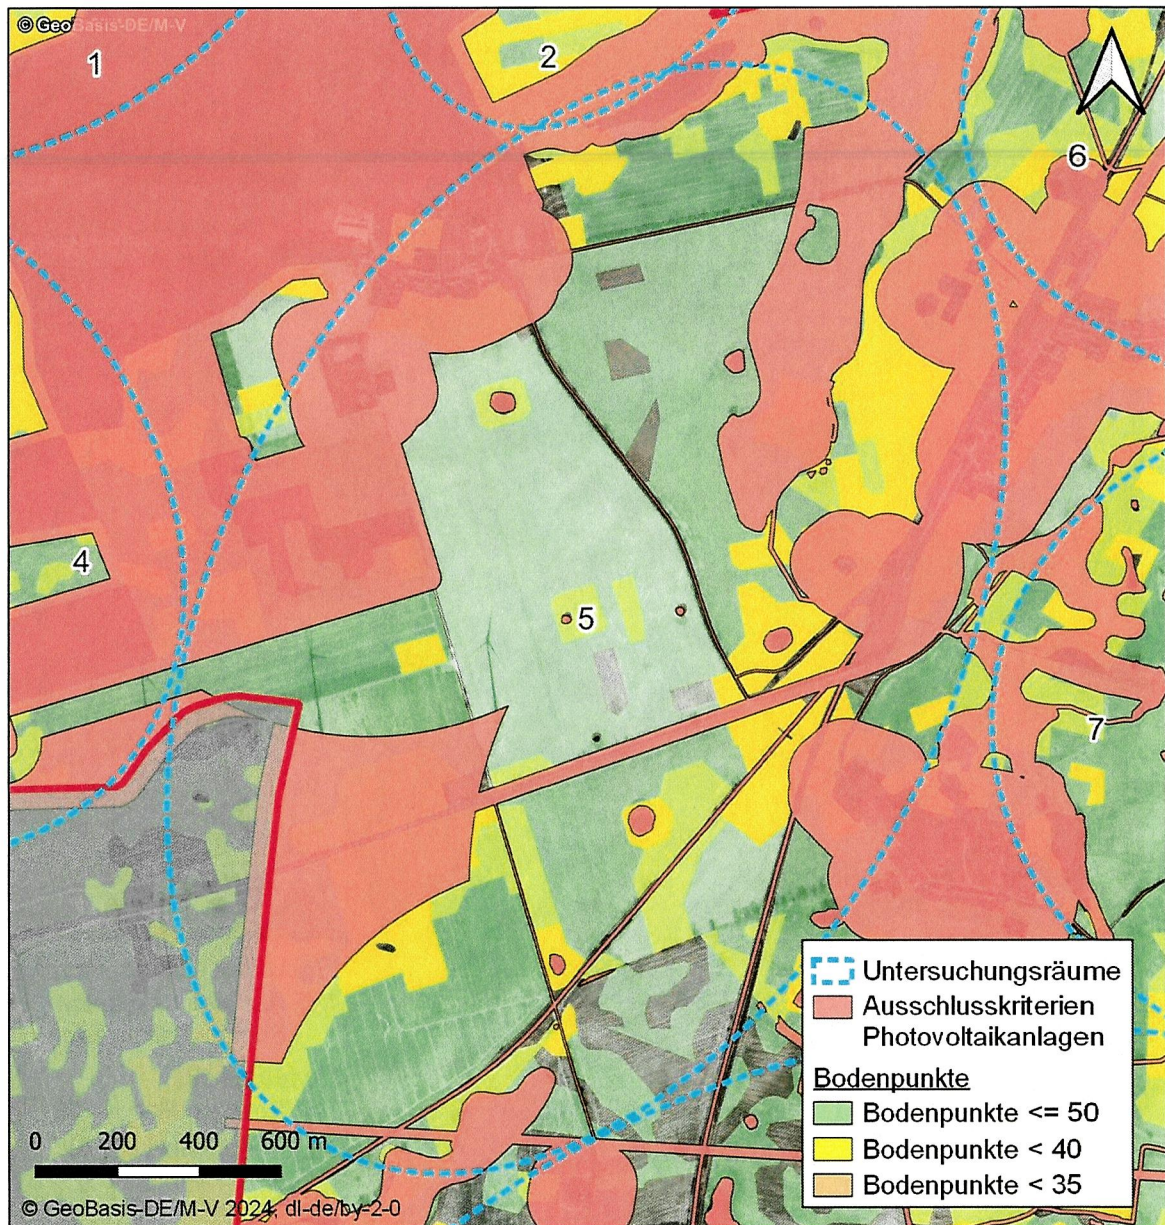 © GeoBasis-DE/M-V
1
2
6
4
5
7
Untersuchungsräume
Ausschlusskriterien
Photovoltaikanlagen
Bodenpunkte
Bodenpunkte <= 50
Bodenpunkte < 40
Bodenpunkte < 35
0 200 400 600 m
© GeoBasis-DE/M-V 2024, dl-de/by-2-0